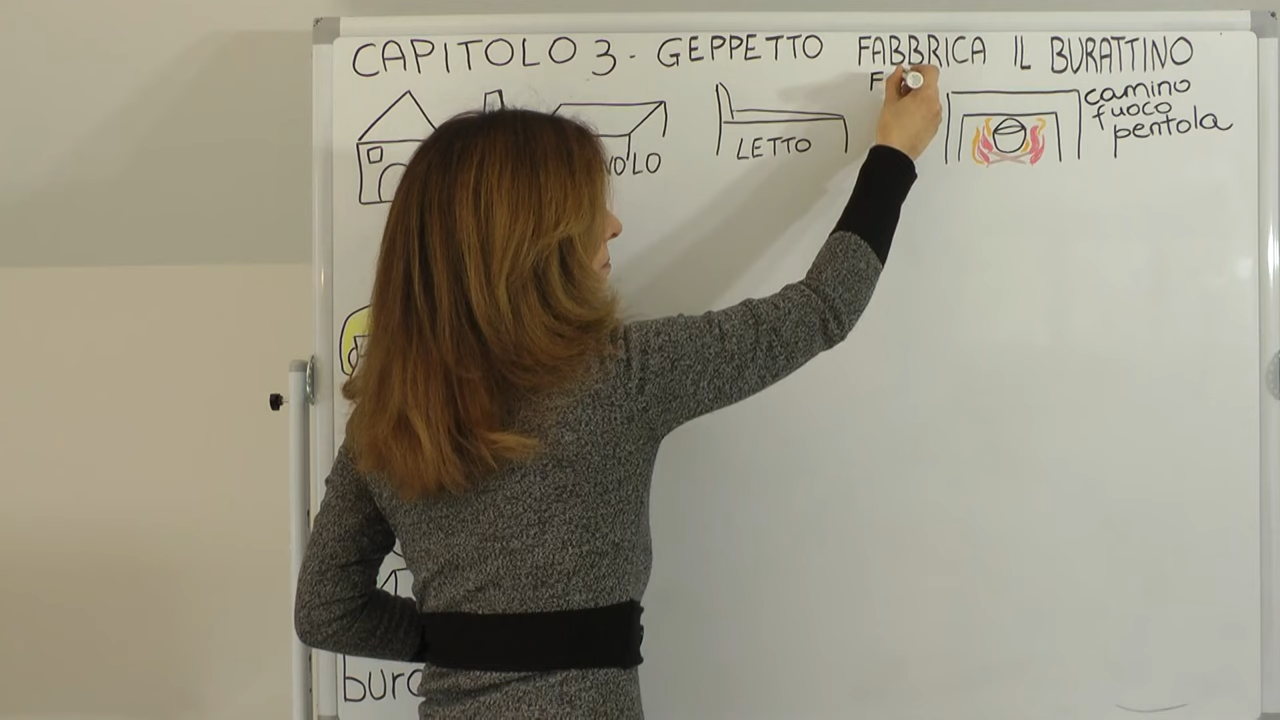 CAPITOLO 3 - GEPPETTO FABBRICA IL BURATTINO
camino
fuoco
pentola
LETTO